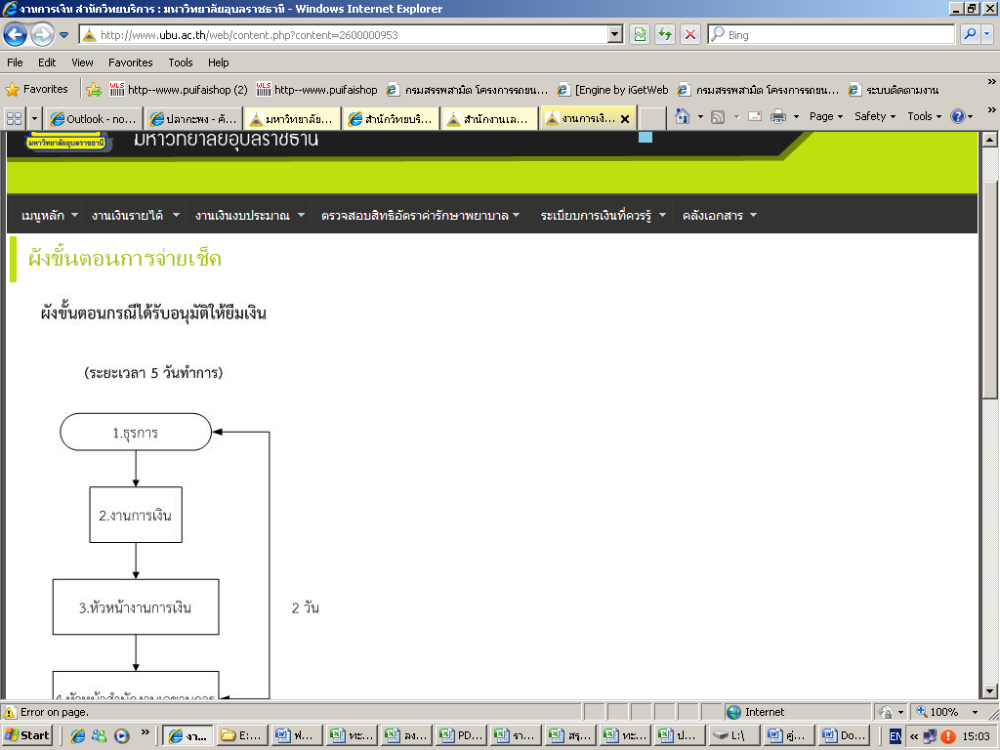 งานการเงิน สำนักวิทยบริการ : มหาวิทยาลัยอุบลราชธานี - Windows Internet Explorer
http://www.ubu.ac.th/web/content.php?content=2600000953
Bing
File Edit View Favorites Tools Help
Favorites http--www.puifaishop (2) http--www.puifaishop กรมสรรพสามิต โครงการรถยน... [Engine by iGetWeb กรมสรรพสามิต โครงการรถยน... ระบบติดตามงาน
Outlook - no... ปลากะพง - ค้... มหาวิทยาลัย... สำนักวิทยบริ... สำนักงานเล... งานการเงิ... Page Safety Tools
มหาวิทยาลัยอุบลราชธานี
มหาวิทยาลัยอุบลราชธานี
เมนูหลัก งานเงินรายได้ งานเงินงบประมาณ ตรวจสอบสิทธิอัตราค่ารักษาพยาบาล ระเบียบการเงินที่ควรรู้ คลังเอกสาร
ผังขั้นตอนการจ่ายเช็ค
ผังขั้นตอนกรณีได้รับอนุมัติให้ยืมเงิน
(ระยะเวลา 5 วันทำการ)
1.ธุรการ
2.งานการเงิน
3.หัวหน้างานการเงิน
2 วัน
4.หัวหน้าสำนักงานเลขานุการ
Error on page. Internet 100%
Start งา... E:... ฟ... ทะ... ลง... PD... รา... สรุ... ทะ... ป... L:\ คู่... Do... EN 15:03